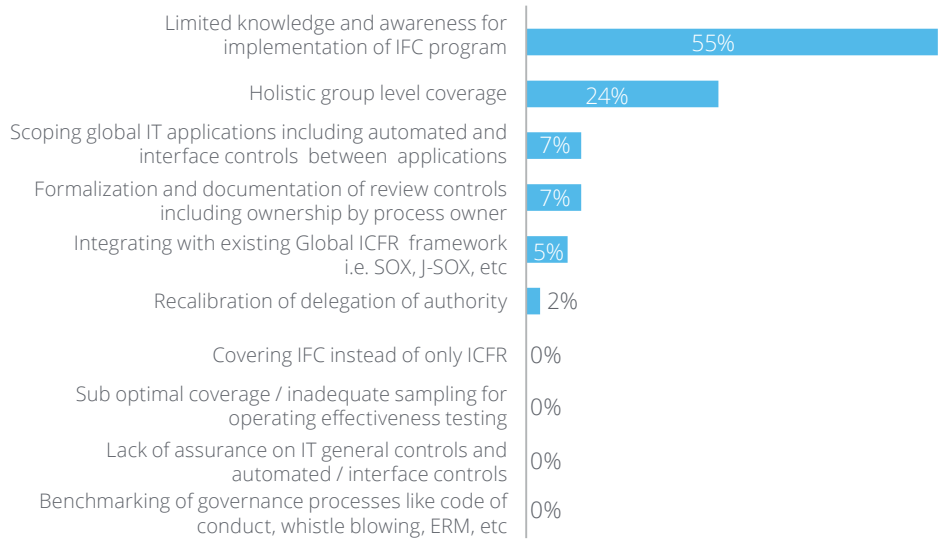 Limited knowledge and awareness for
implementation of IFC program
55%
Holistic group level coverage
24%
Scoping global IT applications including automated and
interface controls between applications
7%
Formalization and documentation of review controls
including ownership by process owner
7%
Integrating with existing Global ICFR framework
i.e. SOX, J-SOX, etc
5%
Recalibration of delegation of authority
2%
Covering IFC instead of only ICFR
0%
Sub optimal coverage / inadequate sampling for
operating effectiveness testing
0%
Lack of assurance on IT general controls and
automated / interface controls
0%
Benchmarking of governance processes like code of
conduct, whistle blowing, ERM, etc
0%